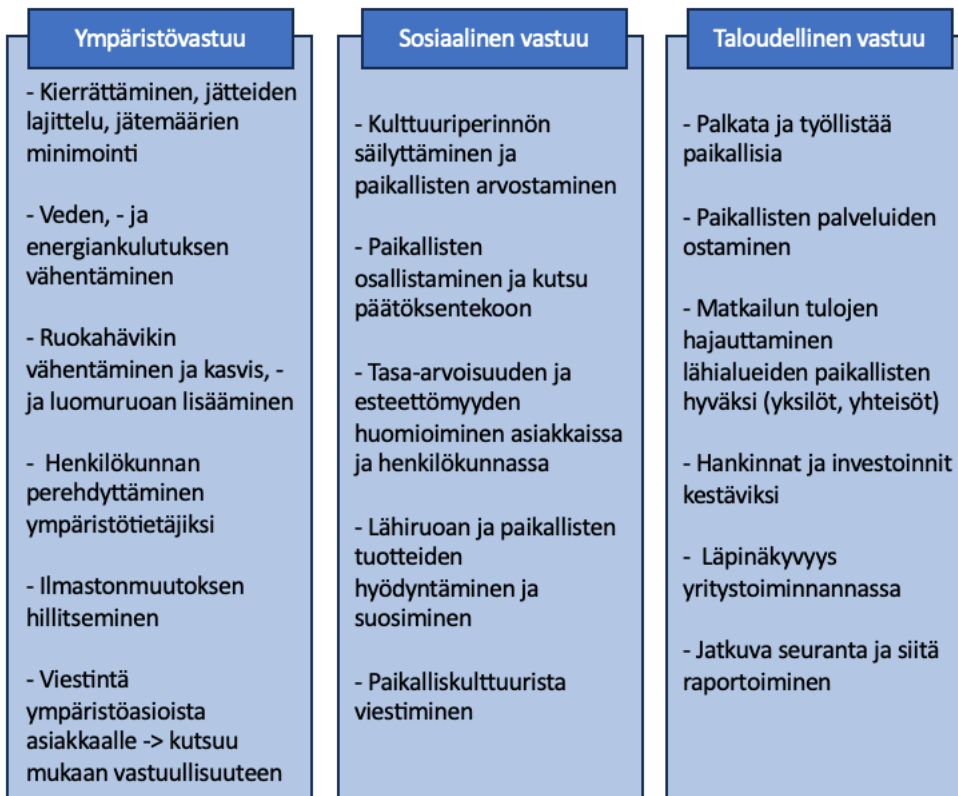 Ympäristövastuu
- Kierrättäminen, jätteiden
lajittelu, jätemäärien
minimointi
- Veden, - ja
energiankulutuksen
vähentäminen
- Ruokahävikin
vähentäminen ja kasvis, -
ja luomuruoan lisääminen
- Henkilökunnan
perehdyttäminen
ympäristötietäjiksi
- Ilmastonmuutoksen
hillitseminen
- Viestintä
ympäristöasioista
asiakkaalle -> kutsuu
mukaan vastuullisuuteen
Sosiaalinen vastuu
- Kulttuuriperinnön
säilyttäminen ja
paikallisten arvostaminen
- Paikallisten
osallistaminen ja kutsu
päätöksentekoon
- Tasa-arvoisuuden ja
esteettömyyden
huomioiminen asiakkaissa
ja henkilökunnassa
- Lähiruoan ja paikallisten
tuotteiden
hyödyntäminen ja
suosiminen
- Paikalliskulttuurista
viestiminen
Taloudellinen vastuu
- Palkata ja työllistää
paikallisia
- Paikallisten palveluiden
ostaminen
- Matkailun tulojen
hajauttaminen
lähialueiden paikallisten
hyväksi (yksilöt, yhteisöt)
- Hankinnat ja investoinnit
kestäviksi
- Läpinäkyvyys
yritystoiminnannassa
- Jatkuva seuranta ja siitä
raportoiminen